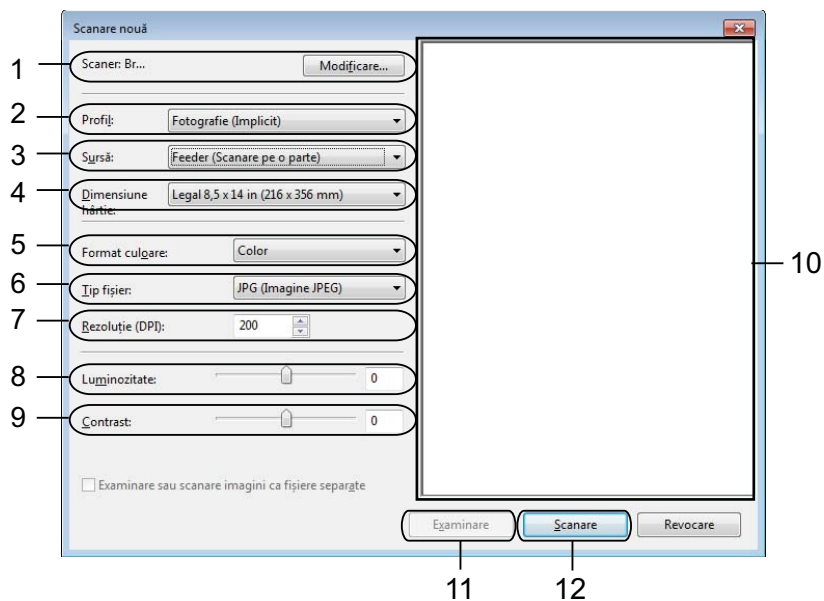 Scanare nouă
1 Scaner: Br... Modificare...
2 Profil: Fotografie (Implicit)
3 Sursă: Feeder (Scanare pe o parte)
4 Dimensiune hârtie: Legal 8,5 x 14 in (216 x 356 mm)
5 Format culoare: Color
6 Tip fișier: JPG (Imagine JPEG)
7 Rezoluție (DPI): 200
8 Luminozitate: 0
9 Contrast: 0
10
Examinare sau scanare imagini ca fișiere separate
Examinare Scanare Revocare
11 12